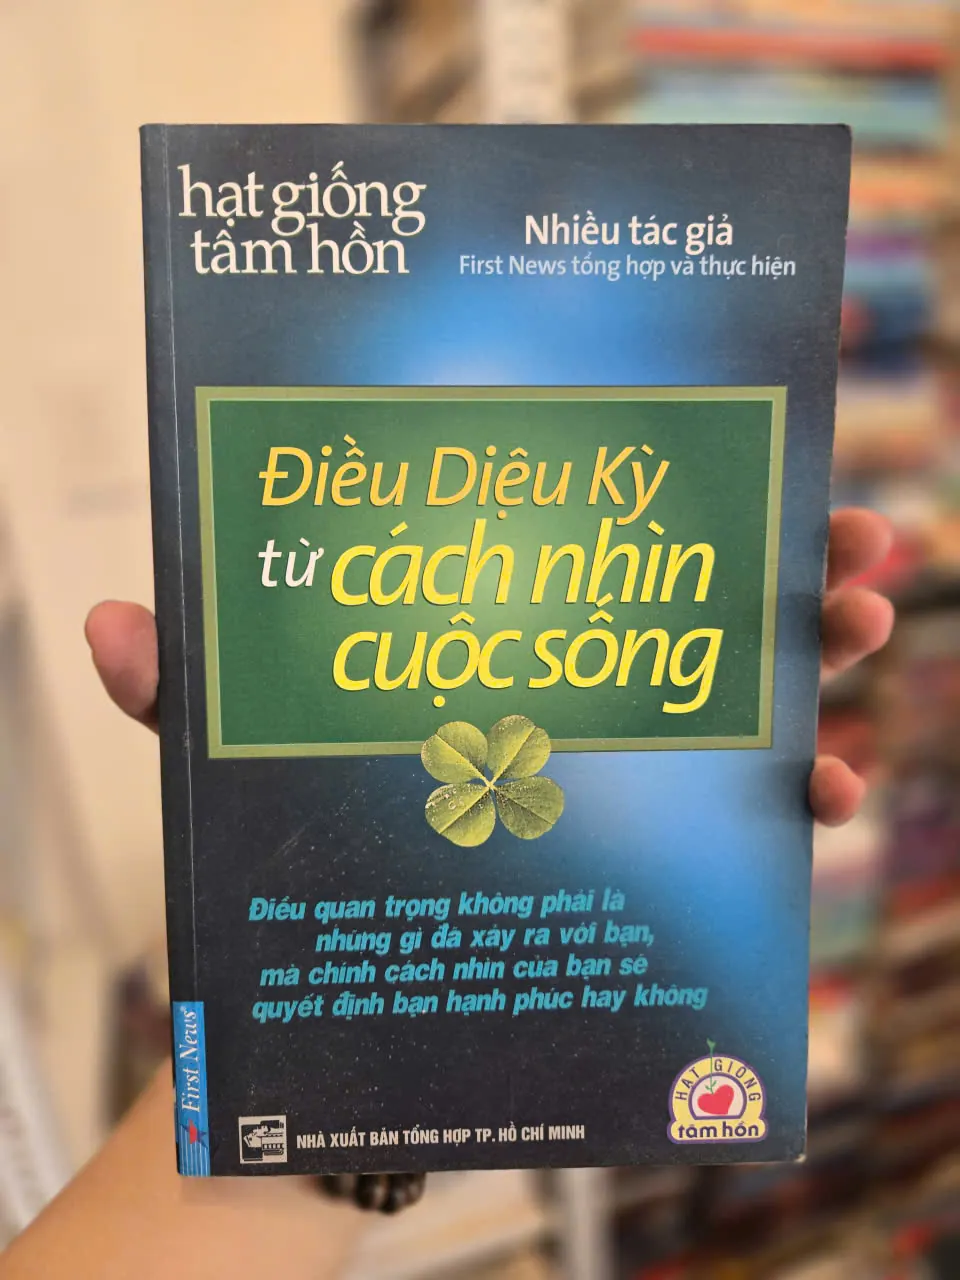 hạt giống
tâm hồn
Nhiều tác giả
First News tổng hợp và thực hiện
Điều Diệu Kỳ
từ cách nhìn
cuộc sống
Điều quan trọng không phải là
những gì đã xảy ra với bạn,
mà chính cách nhìn của bạn sẽ
quyết định bạn hạnh phúc hay không
First News
NHÀ XUẤT BẢN TỔNG HỢP TP. HỒ CHÍ MINH
HẠT GIỐNG
tâm hồn